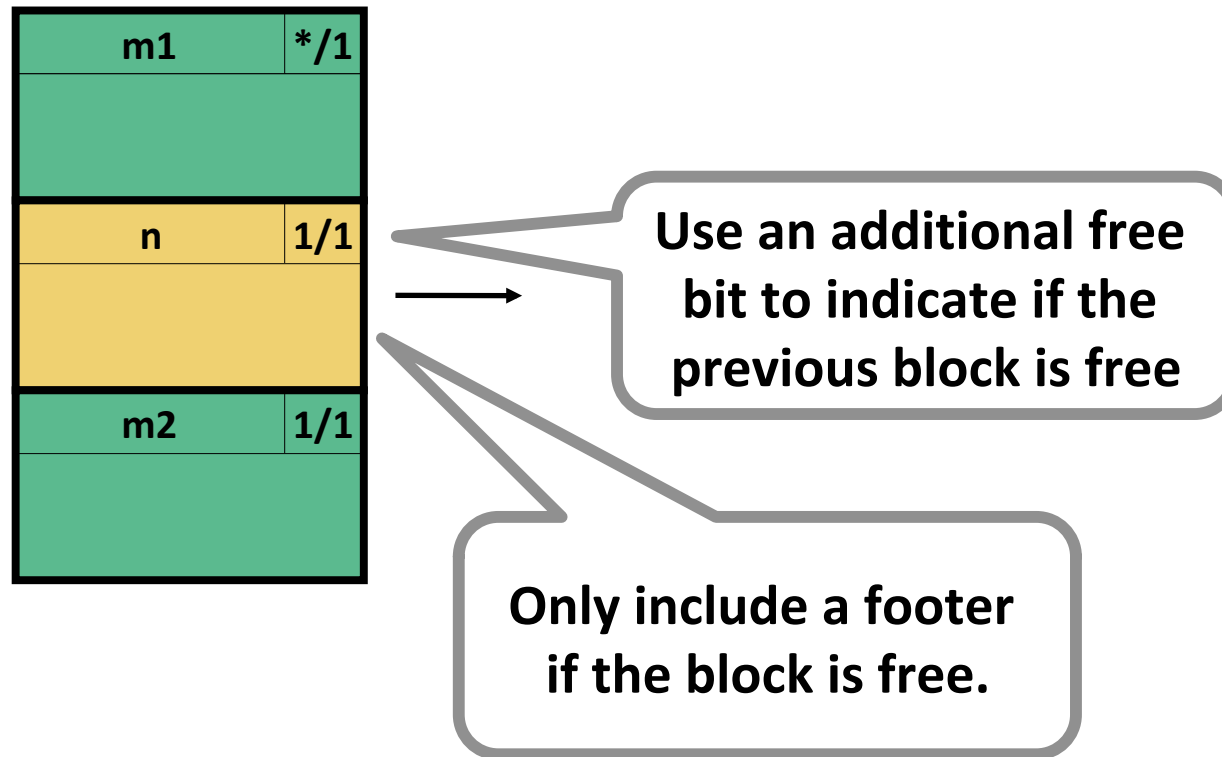 m1 */1
n 1/1
Use an additional free
bit to indicate if the
previous block is free
m2 1/1
Only include a footer
if the block is free.